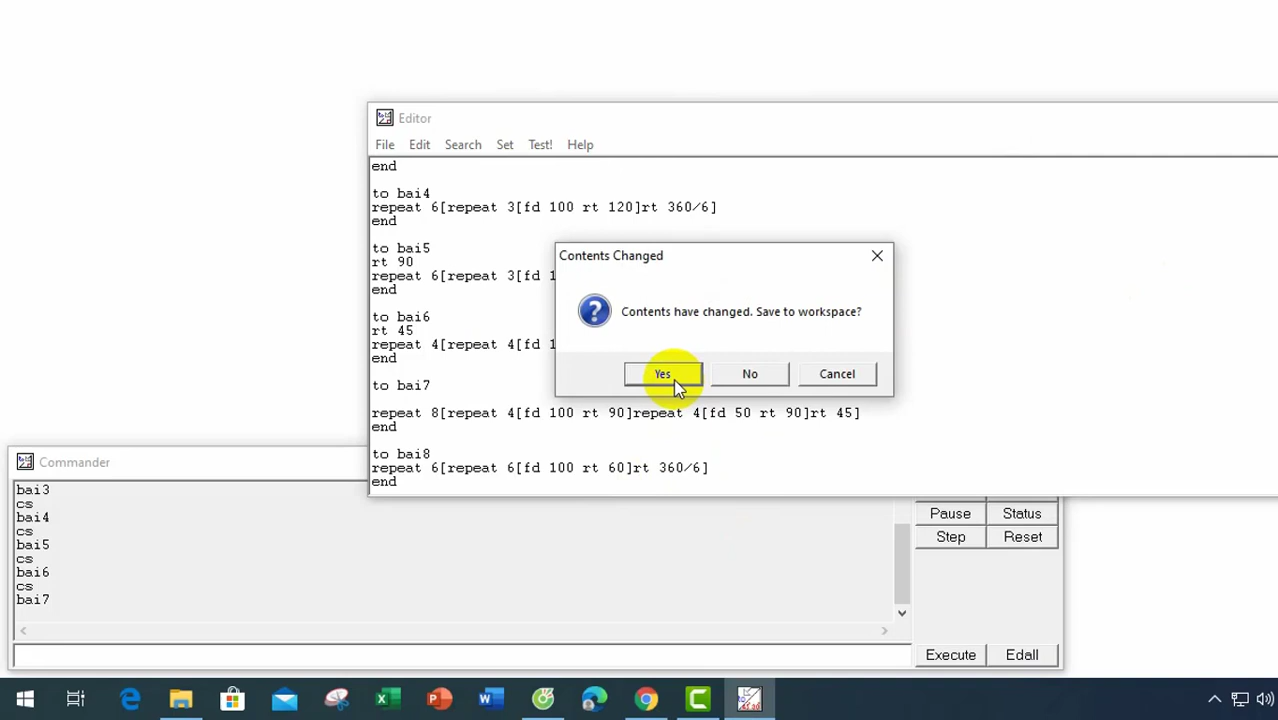 Editor
File Edit Search Set Test! Help
end
to bai4
repeat 6[repeat 3[fd 100 rt 120]rt 360/6]
end
to bai5
rt 90
repeat 6[repeat 3[fd 1
end
to bai6
rt 45
repeat 4[repeat 4[fd 1
end
to bai7
repeat 8[repeat 4[fd 100 rt 90]repeat 4[fd 50 rt 90]rt 45]
end
to bai8
repeat 6[repeat 6[fd 100 rt 60]rt 360/6]
end
Contents Changed
Contents have changed. Save to workspace?
Yes No Cancel
Commander
bai3
cs
bai4
cs
bai5
cs
bai6
cs
bai7
Pause Status
Step Reset
Execute Edall